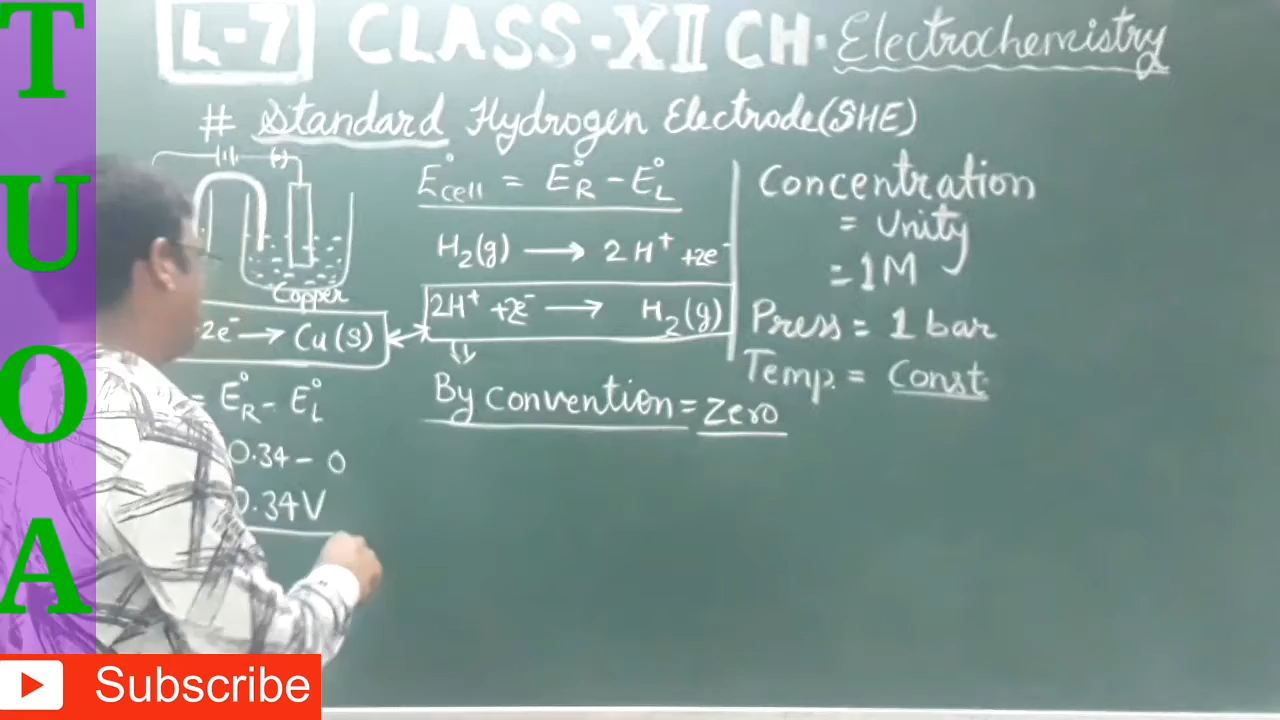 TUOA
L-7 CLASS-XII CH. Electrochemistry
# Standard Hydrogen Electrode(SHE)
Copper
2e⁻ → Cu(s)
= E°R - E°L
0.34 - 0
0.34V
E°cell = E°R - E°L
H₂(g) → 2H⁺ +2e⁻
2H⁺ +2e⁻ → H₂(g)
By convention = Zero
Concentration
= Unity
= 1M
Press = 1 bar
Temp. = Const.
Subscribe